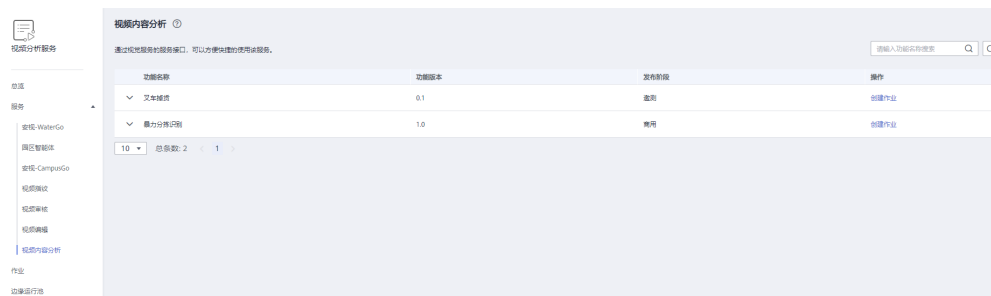 视频分析服务
总览
服务
安视-WaterGo
园区智能体
安视-CampusGo
视频指纹
视频审核
视频编辑
视频内容分析
作业
边缘运行池
视频内容分析
通过视觉服务的服务接口，可以方便快捷的使用该服务。
请输入功能名称搜索
功能名称 功能版本 发布阶段 操作
叉车掉货 0.1 邀测 创建作业
暴力分拣识别 1.0 商用 创建作业
10 总条数: 2 < 1 >